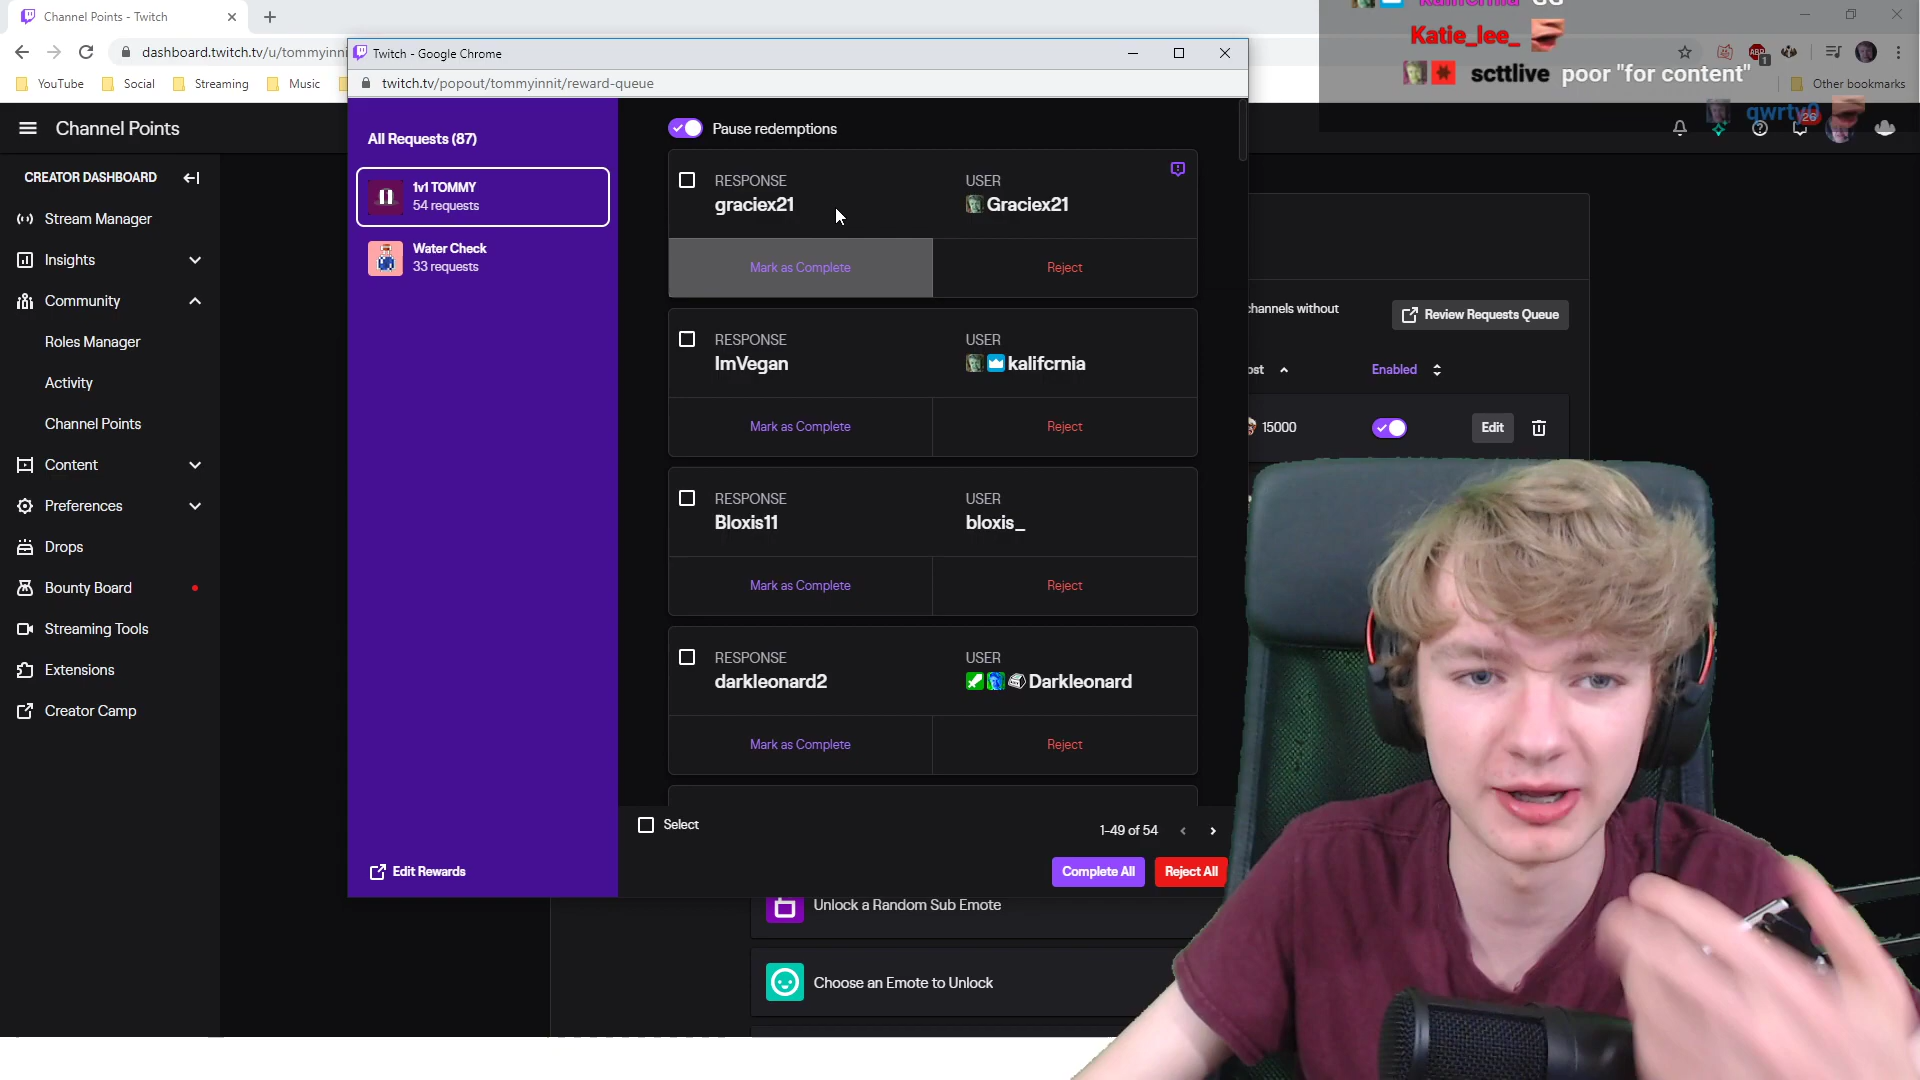 Channel Points - Twitch
dashboard.twitch.tv/u/tommyinni
YouTube
Social
Streaming
Music
Other bookmarks
Twitch - Google Chrome
twitch.tv/popout/tommyinnit/reward-queue
Katie_lee_
scttlive poor "for content"
qwrty0
26
1
Channel Points
CREATOR DASHBOARD
Stream Manager
Insights
Community
Roles Manager
Activity
Channel Points
Content
Preferences
Drops
Bounty Board
Streaming Tools
Extensions
Creator Camp
All Requests (87)
1v1 TOMMY
54 requests
Water Check
33 requests
Edit Rewards
Pause redemptions
RESPONSE USER
graciex21 Graciex21
Mark as Complete Reject
RESPONSE USER
ImVegan kalifcrnia
Mark as Complete Reject
RESPONSE USER
Bloxis11 bloxis_
Mark as Complete Reject
RESPONSE USER
darkleonard2 Darkleonard
Mark as Complete Reject
Select
1-49 of 54
Complete All Reject All
channels without
Review Requests Queue
ost
Enabled
15000
Edit
Unlock a Random Sub Emote
Choose an Emote to Unlock